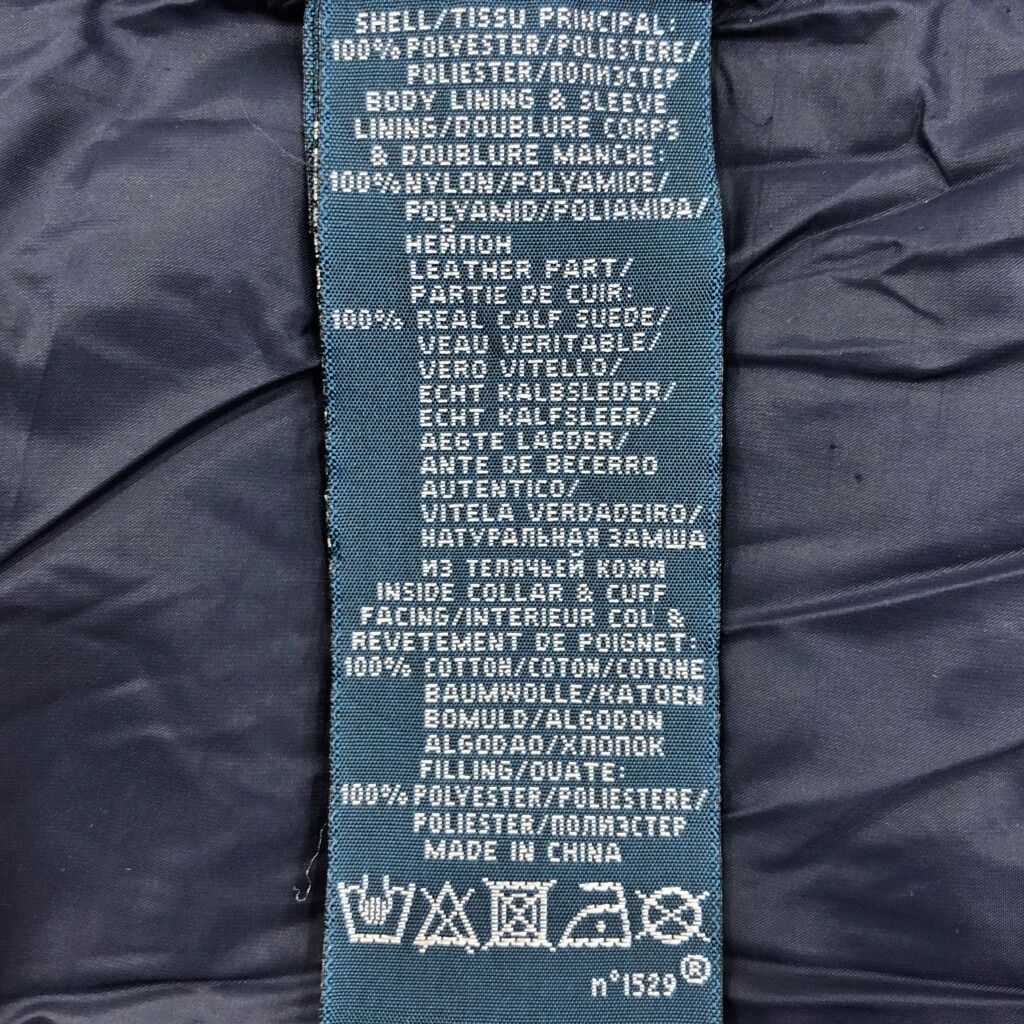 SHELL/TISSU PRINCIPAL:
100% POLYESTER/POLIESTERE/
POLIESTER/ПОЛИЭСТЕР
BODY LINING & SLEEVE
LINING/DOUBLURE CORPS
& DOUBLURE MANCHE:
100% NYLON/POLYAMIDE/
POLYAMID/POLIAMIDA/
НЕЙЛОН
LEATHER PART/
PARTIE DE CUIR:
100% REAL CALF SUEDE/
VEAU VERITABLE/
VERO VITELLO/
ECHT KALBSLEDER/
ECHT KALFSLEER/
AEGTE LAEDER/
ANTE DE BECERRO
AUTENTICO/
VITELA VERDADEIRO/
НАТУРАЛЬНАЯ ЗАМША
ИЗ ТЕЛЯЧЬЕЙ КОЖИ
INSIDE COLLAR & CUFF
FACING/INTERIEUR COL &
REVETEMENT DE POIGNET:
100% COTTON/COTON/COTONE
BAUMWOLLE/KATOEN
BOMULD/ALGODON
ALGODAO/ХЛОПОК
FILLING/OUATE:
100% POLYESTER/POLIESTERE/
POLIESTER/ПОЛИЭСТЕР
MADE IN CHINA
n°1529®